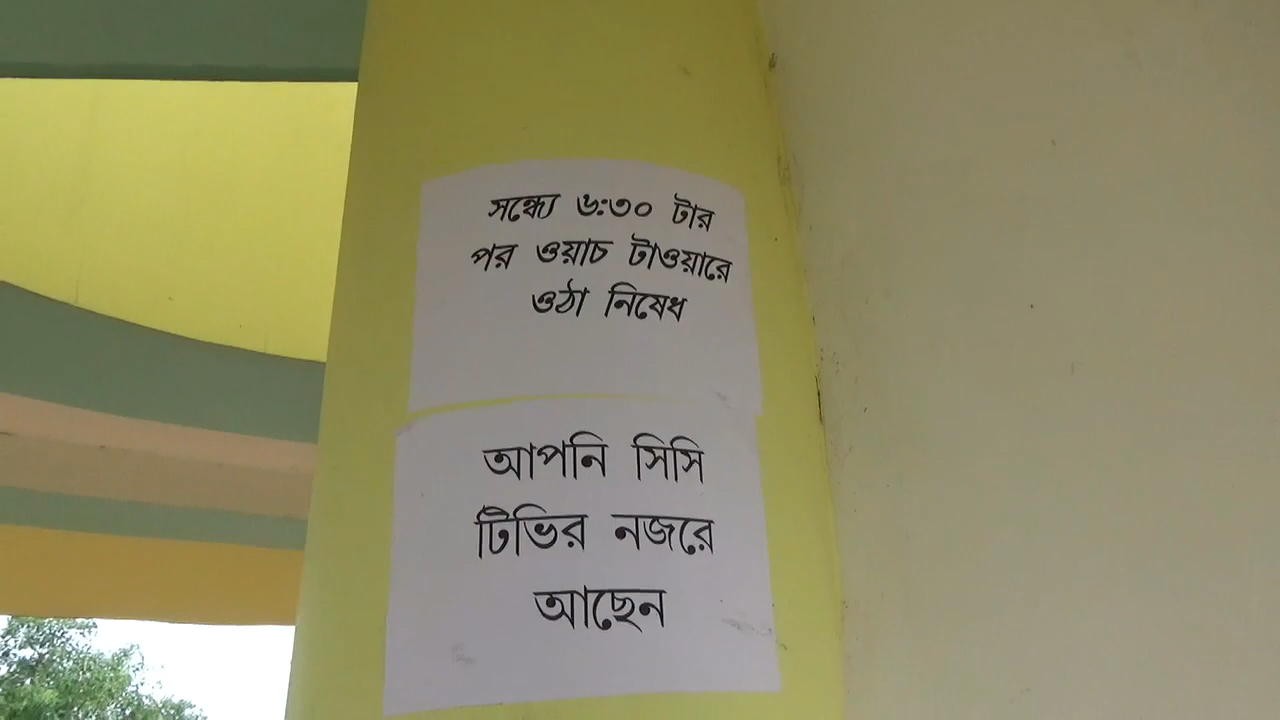 সন্ধ্যে ৬:৩০ টার
পর ওয়াচ টাওয়ারে
ওঠা নিষেধ
আপনি সিসি
টিভির নজরে
আছেন